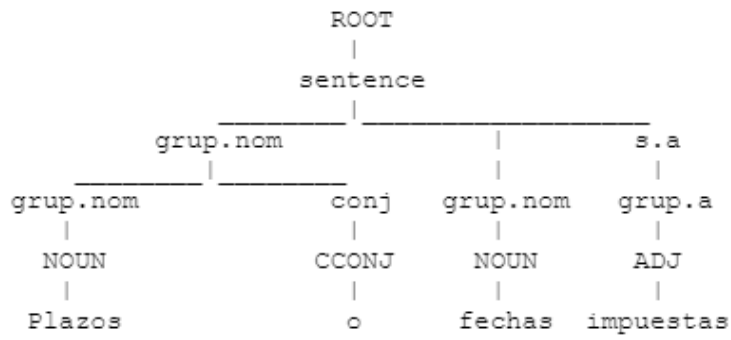 ROOT
sentence
grup.nom s.a
grup.nom conj grup.nom grup.a
NOUN CCONJ NOUN ADJ
Plazos o fechas impuestas